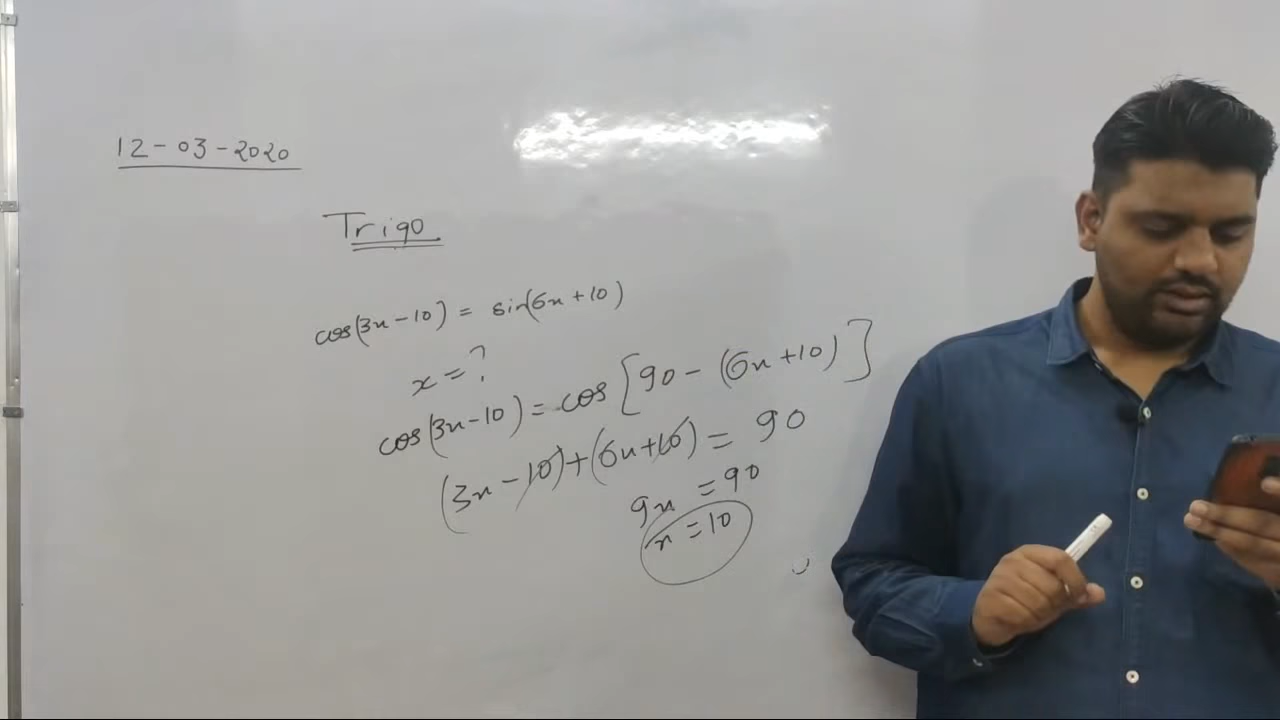 12-03-2020
Trigo
cos(3x-10) = sin(6x+10)
x = ?
cos(3x-10) = cos[90-(6x+10)]
(3x-10)+(6x+10) = 90
9x = 90
x = 10